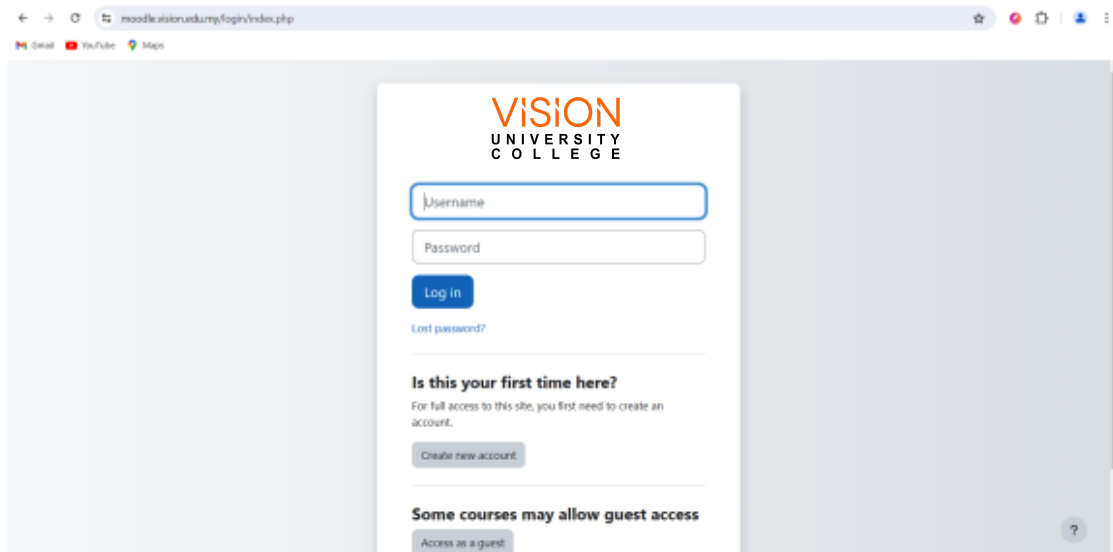 moodle.vision.edu.my/login/index.php
Gmail YouTube Maps
VISION
UNIVERSITY
COLLEGE
Username
Password
Log in
Lost password?
Is this your first time here?
For full access to this site, you first need to create an
account.
Create new account
Some courses may allow guest access
Access as a guest
?